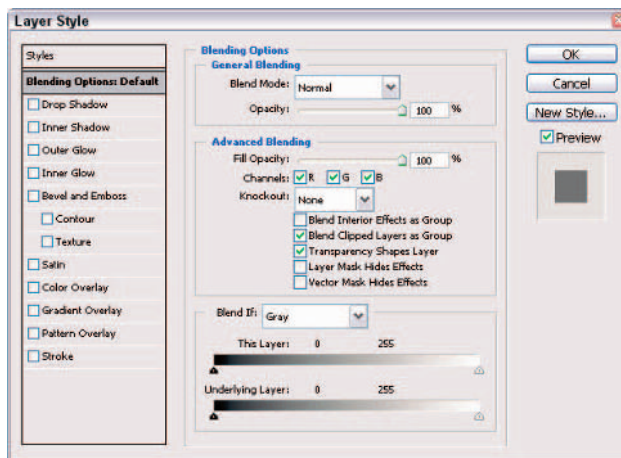 Layer Style
Styles
Blending Options: Default
Drop Shadow
Inner Shadow
Outer Glow
Inner Glow
Bevel and Emboss
Contour
Texture
Satin
Color Overlay
Gradient Overlay
Pattern Overlay
Stroke
Blending Options
General Blending
Blend Mode: Normal
Opacity: 100 %
Advanced Blending
Fill Opacity: 100 %
Channels: R G B
Knockout: None
Blend Interior Effects as Group
Blend Clipped Layers as Group
Transparency Shapes Layer
Layer Mask Hides Effects
Vector Mask Hides Effects
Blend If: Gray
This Layer: 0 255
Underlying Layer: 0 255
OK
Cancel
New Style...
Preview